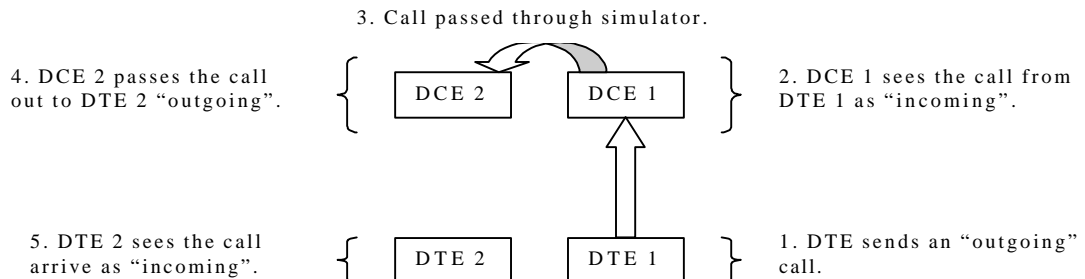 3. Call passed through simulator.
4. DCE 2 passes the call
out to DTE 2 “outgoing”.
DCE 2
DCE 1
2. DCE 1 sees the call from
DTE 1 as “incoming”.
5. DTE 2 sees the call
arrive as “incoming”.
DTE 2
DTE 1
1. DTE sends an “outgoing”
call.